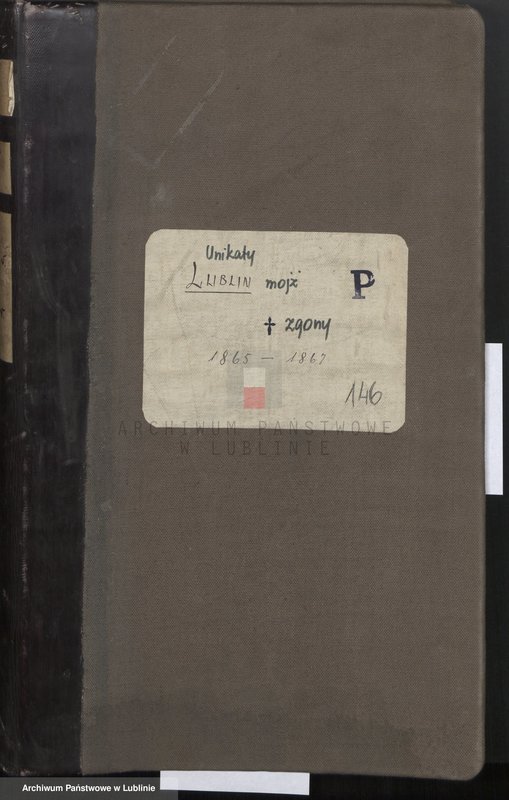 Unikaty
LUBLIN mojż P
† zgony
1865 — 1867
146
ARCHIWUM PAŃSTWOWE
W LUBLINIE
Archiwum Państwowe w Lublinie